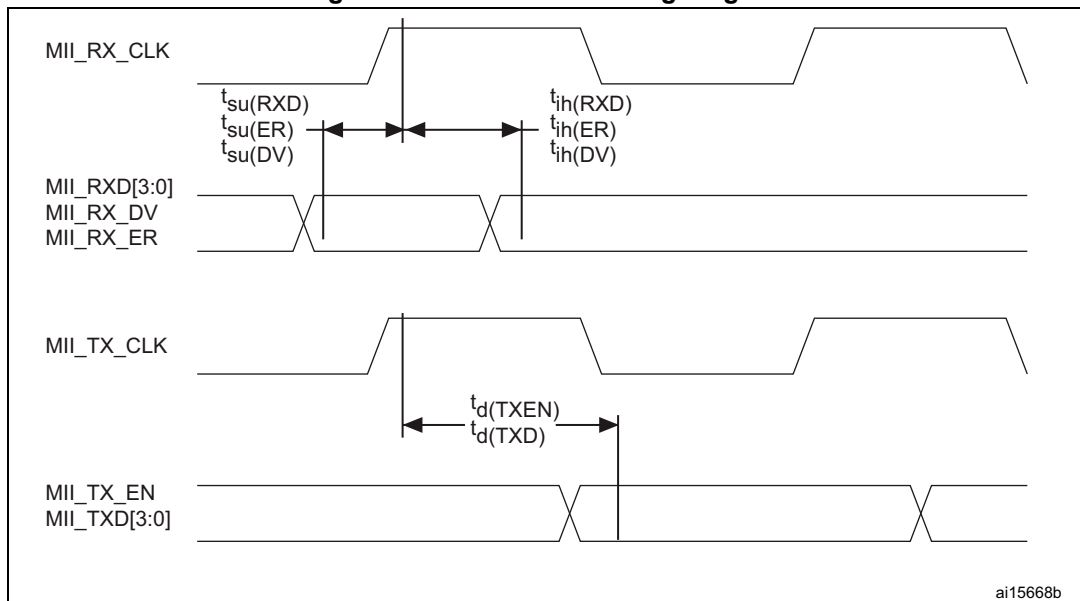 MII_RX_CLK
tsu(RXD)
tsu(ER)
tsu(DV)
tih(RXD)
tih(ER)
tih(DV)
MII_RXD[3:0]
MII_RX_DV
MII_RX_ER
MII_TX_CLK
td(TXEN)
td(TXD)
MII_TX_EN
MII_TXD[3:0]
ai15668b